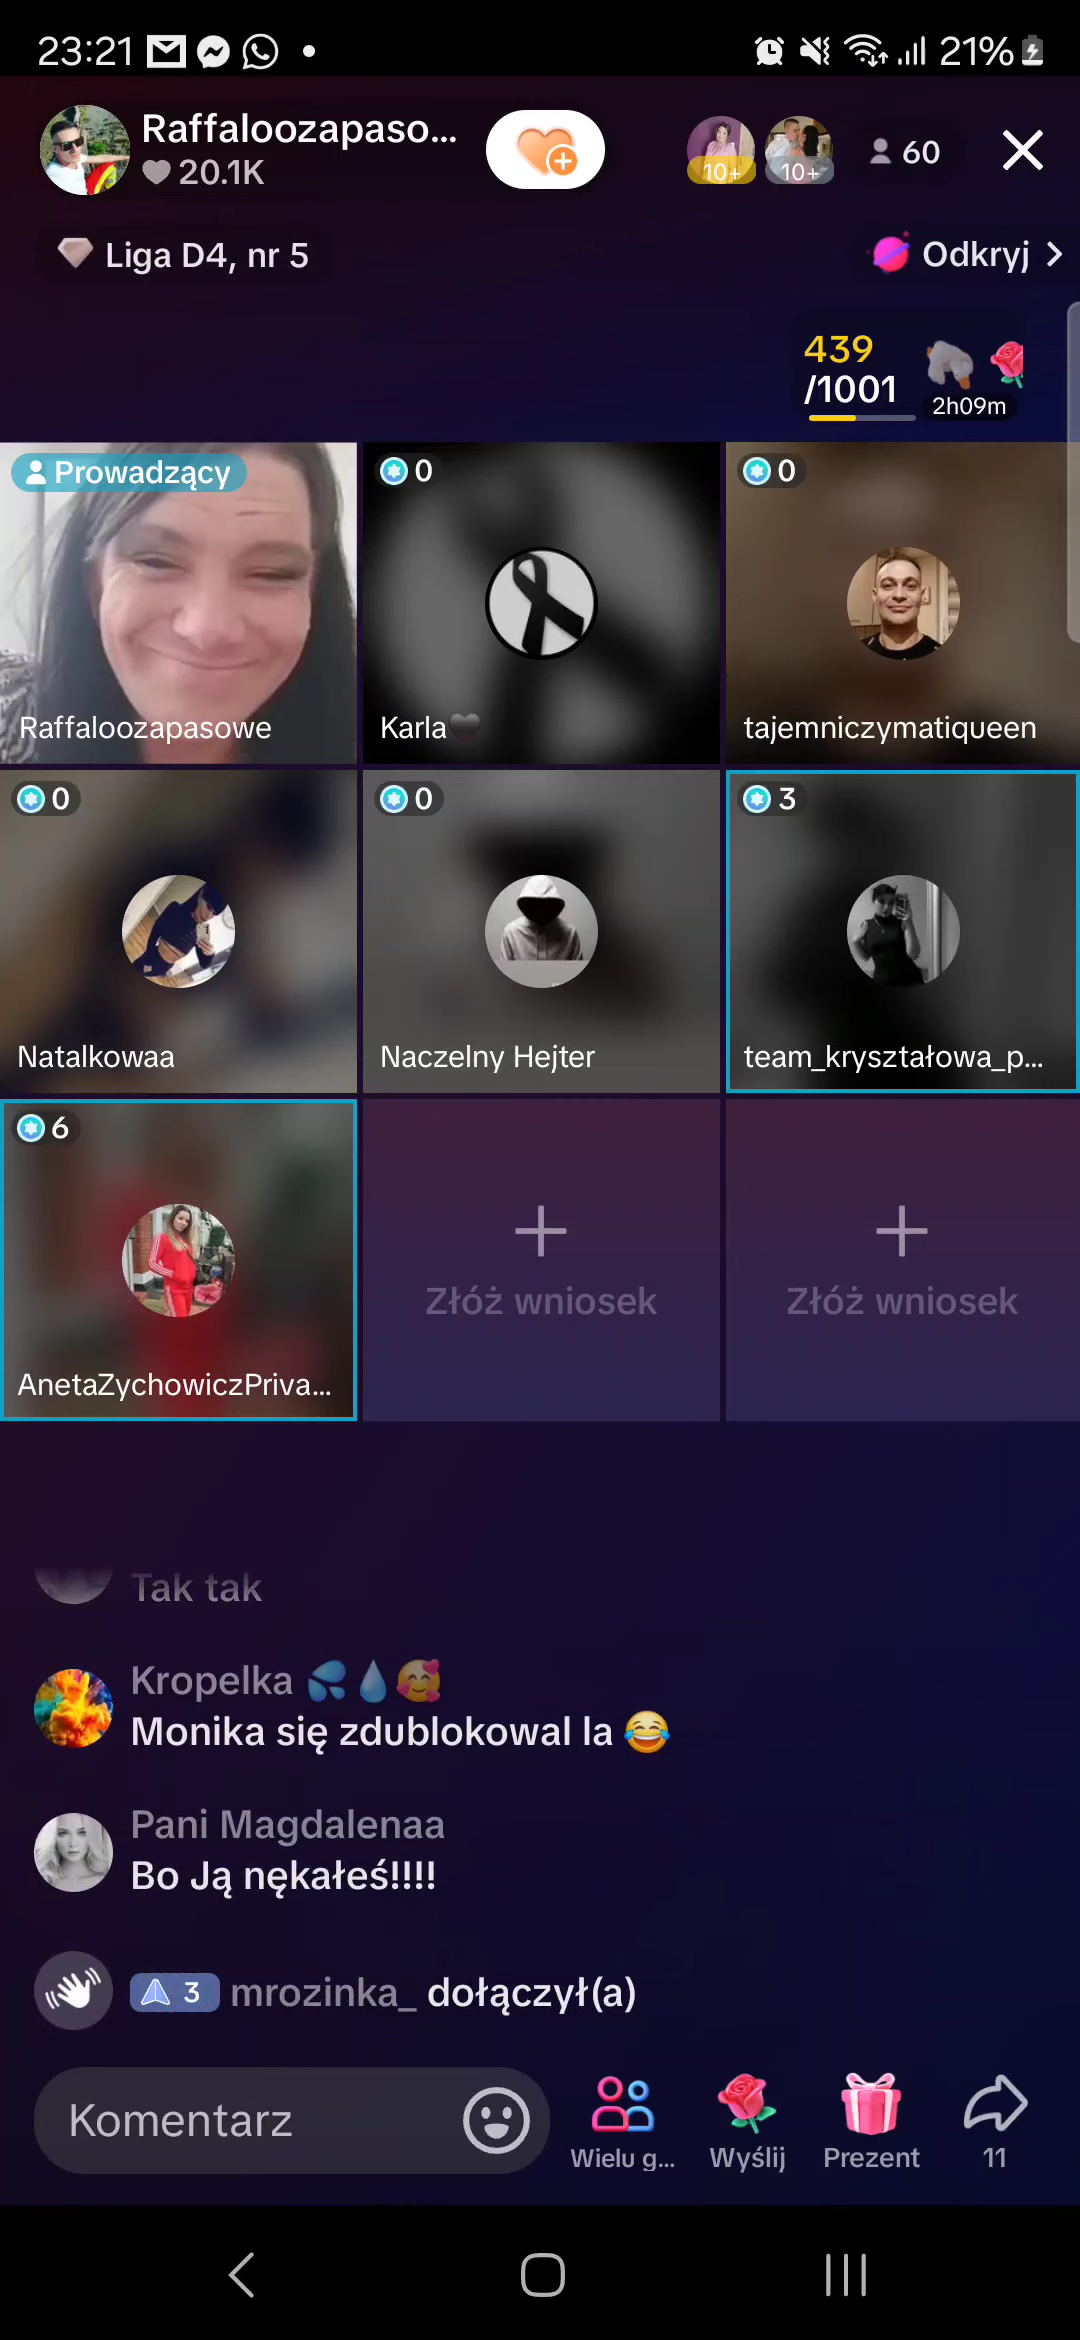 23:21
21%
Raffaloozapaso...
20.1K
10+
10+
60
Liga D4, nr 5
Odkryj
439
/1001
2h09m
Prowadzący
Raffaloozapasowe
0
Karla🖤
0
tajemniczymatiqueen
0
Natalkowaa
0
Naczelny Hejter
3
team_kryształowa_p...
6
AnetaZychowiczPriva...
Złóż wniosek
Złóż wniosek
Tak tak
Kropelka 💦💧🥰
Monika się zdublokowal la 😂
Pani Magdalenaa
Bo Ją nękałeś!!!!
3 mrozinka_ dołączył(a)
Komentarz
Wielu g...
Wyślij
Prezent
11